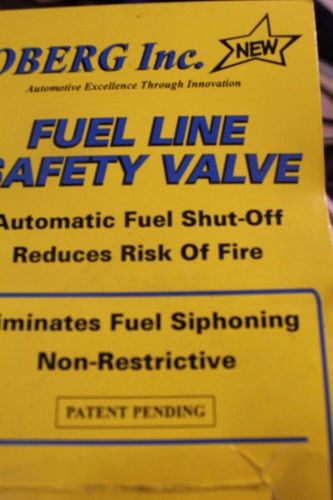 OBERG Inc.
NEW
Automotive Excellence Through Innovation
FUEL LINE
SAFETY VALVE
Automatic Fuel Shut-Off
Reduces Risk Of Fire
iminates Fuel Siphoning
Non-Restrictive
PATENT PENDING